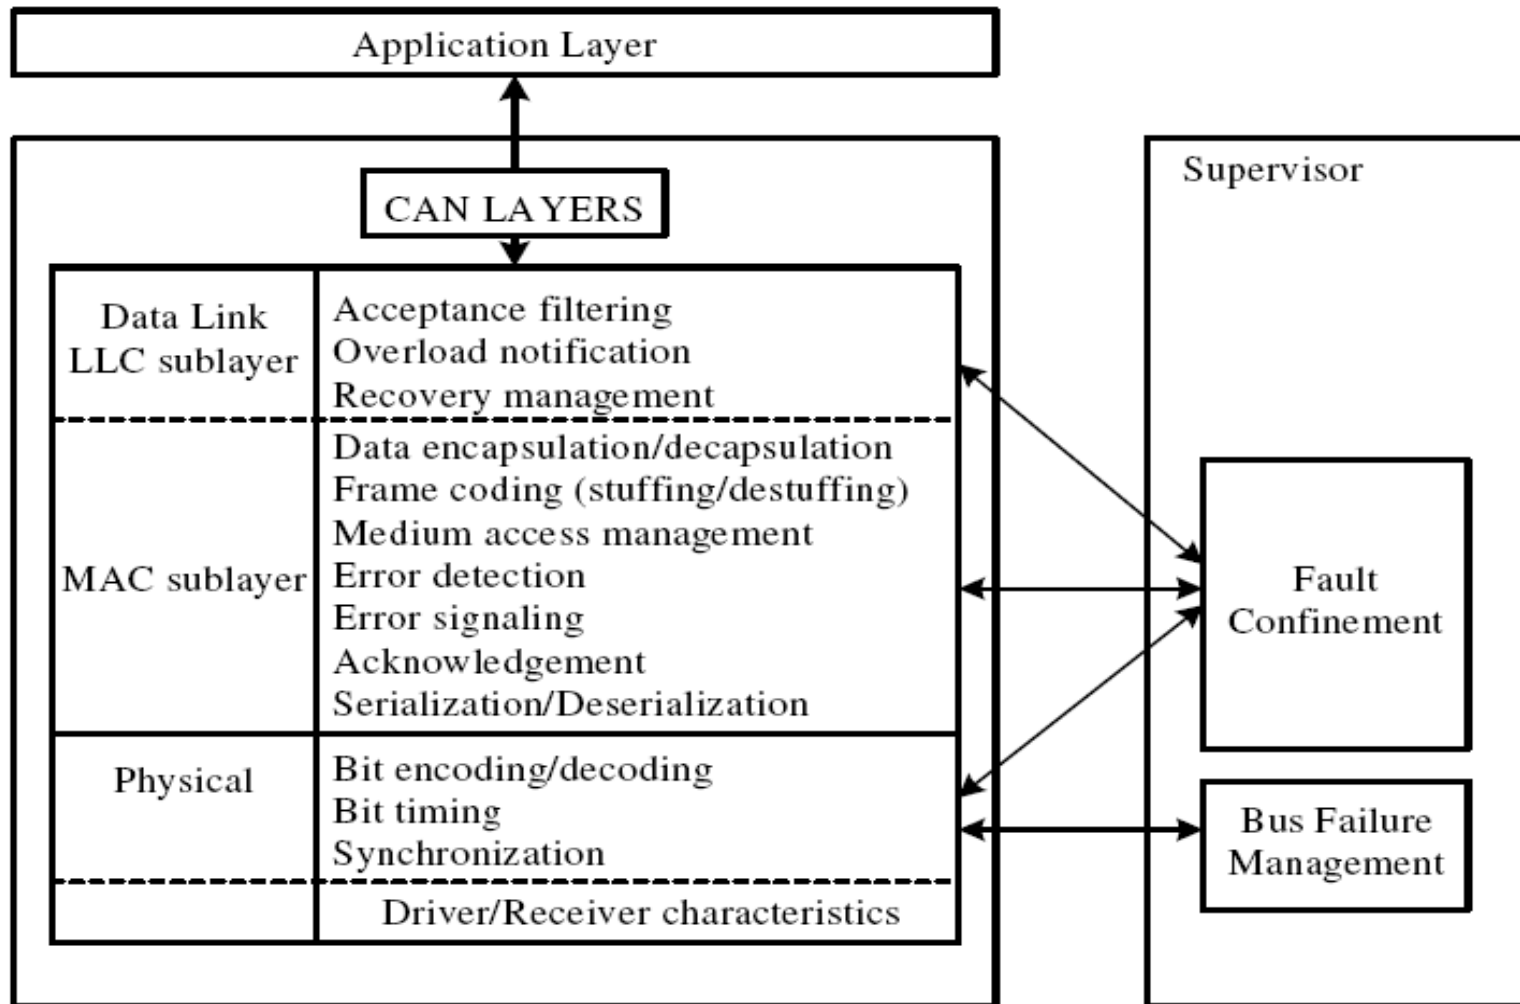 Application Layer
CAN LAYERS
Supervisor
Data Link
LLC sublayer
Acceptance filtering
Overload notification
Recovery management
MAC sublayer
Data encapsulation/decapsulation
Frame coding (stuffing/destuffing)
Medium access management
Error detection
Error signaling
Acknowledgement
Serialization/Deserialization
Physical
Bit encoding/decoding
Bit timing
Synchronization
Driver/Receiver characteristics
Fault
Confinement
Bus Failure
Management